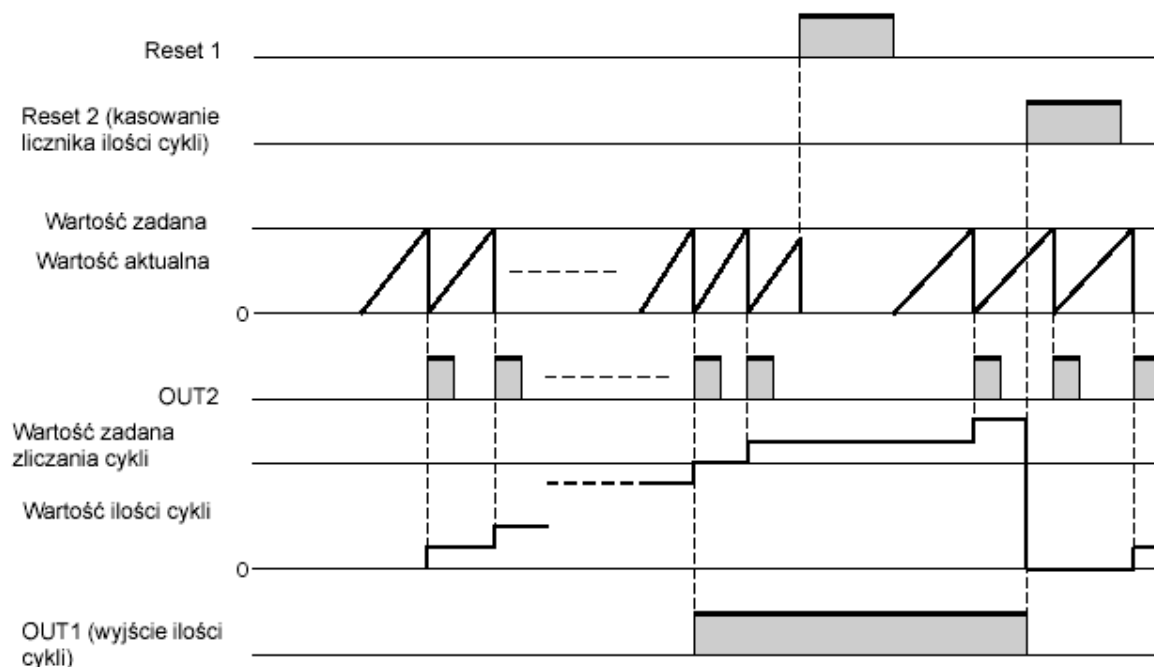 Reset 1
Reset 2 (kasowanie
licznika ilości cykli)
Wartość zadana
Wartość aktualna
0
OUT2
Wartość zadana
zliczania cykli
Wartość ilości cykli
0
OUT1 (wyjście ilości
cykli)